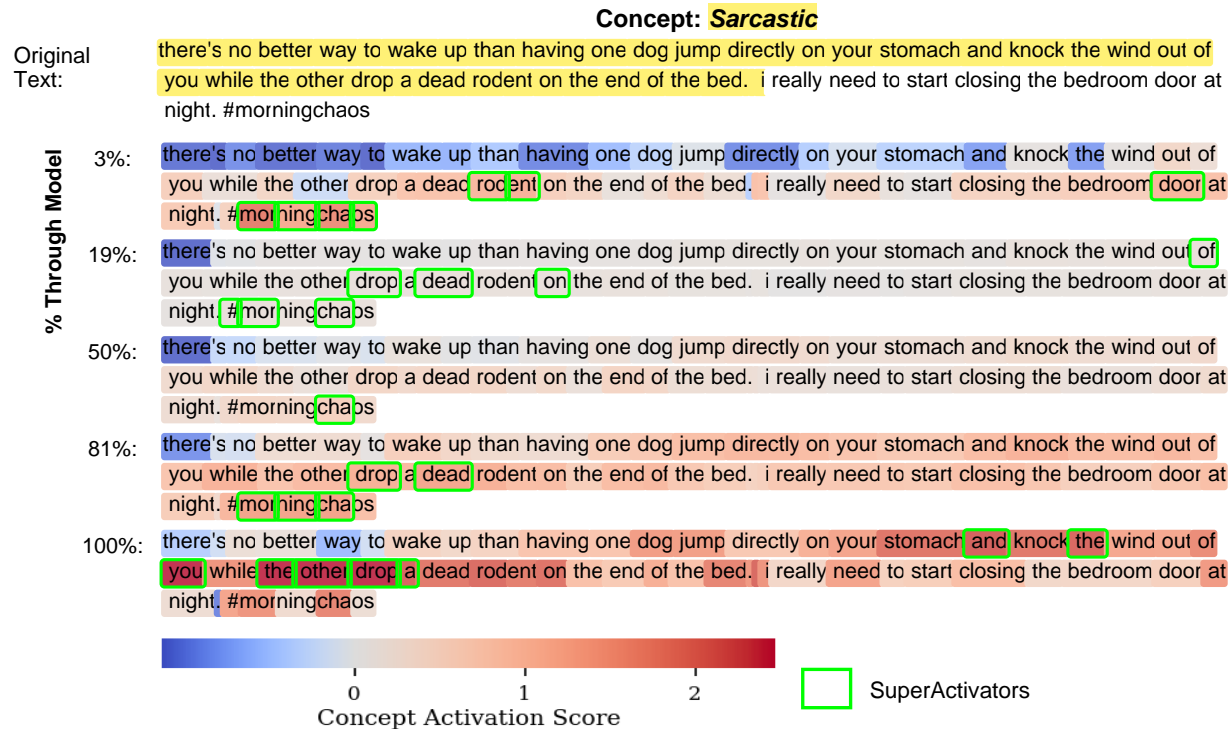 Concept: Sarcastic
Original Text:
there's no better way to wake up than having one dog jump directly on your stomach and knock the wind out of
you while the other drop a dead rodent on the end of the bed. i really need to start closing the bedroom door at
night. #morningchaos
% Through Model
3%:
there's no better way to wake up than having one dog jump directly on your stomach and knock the wind out of
you while the other drop a dead rodent on the end of the bed. i really need to start closing the bedroom door at
night. #morningchaos
19%:
there's no better way to wake up than having one dog jump directly on your stomach and knock the wind out of
you while the other drop a dead rodent on the end of the bed. i really need to start closing the bedroom door at
night. #morningchaos
50%:
there's no better way to wake up than having one dog jump directly on your stomach and knock the wind out of
you while the other drop a dead rodent on the end of the bed. i really need to start closing the bedroom door at
night. #morningchaos
81%:
there's no better way to wake up than having one dog jump directly on your stomach and knock the wind out of
you while the other drop a dead rodent on the end of the bed. i really need to start closing the bedroom door at
night. #morningchaos
100%:
there's no better way to wake up than having one dog jump directly on your stomach and knock the wind out of
you while the other drop a dead rodent on the end of the bed. i really need to start closing the bedroom door at
night. #morningchaos
0 1 2
Concept Activation Score
SuperActivators